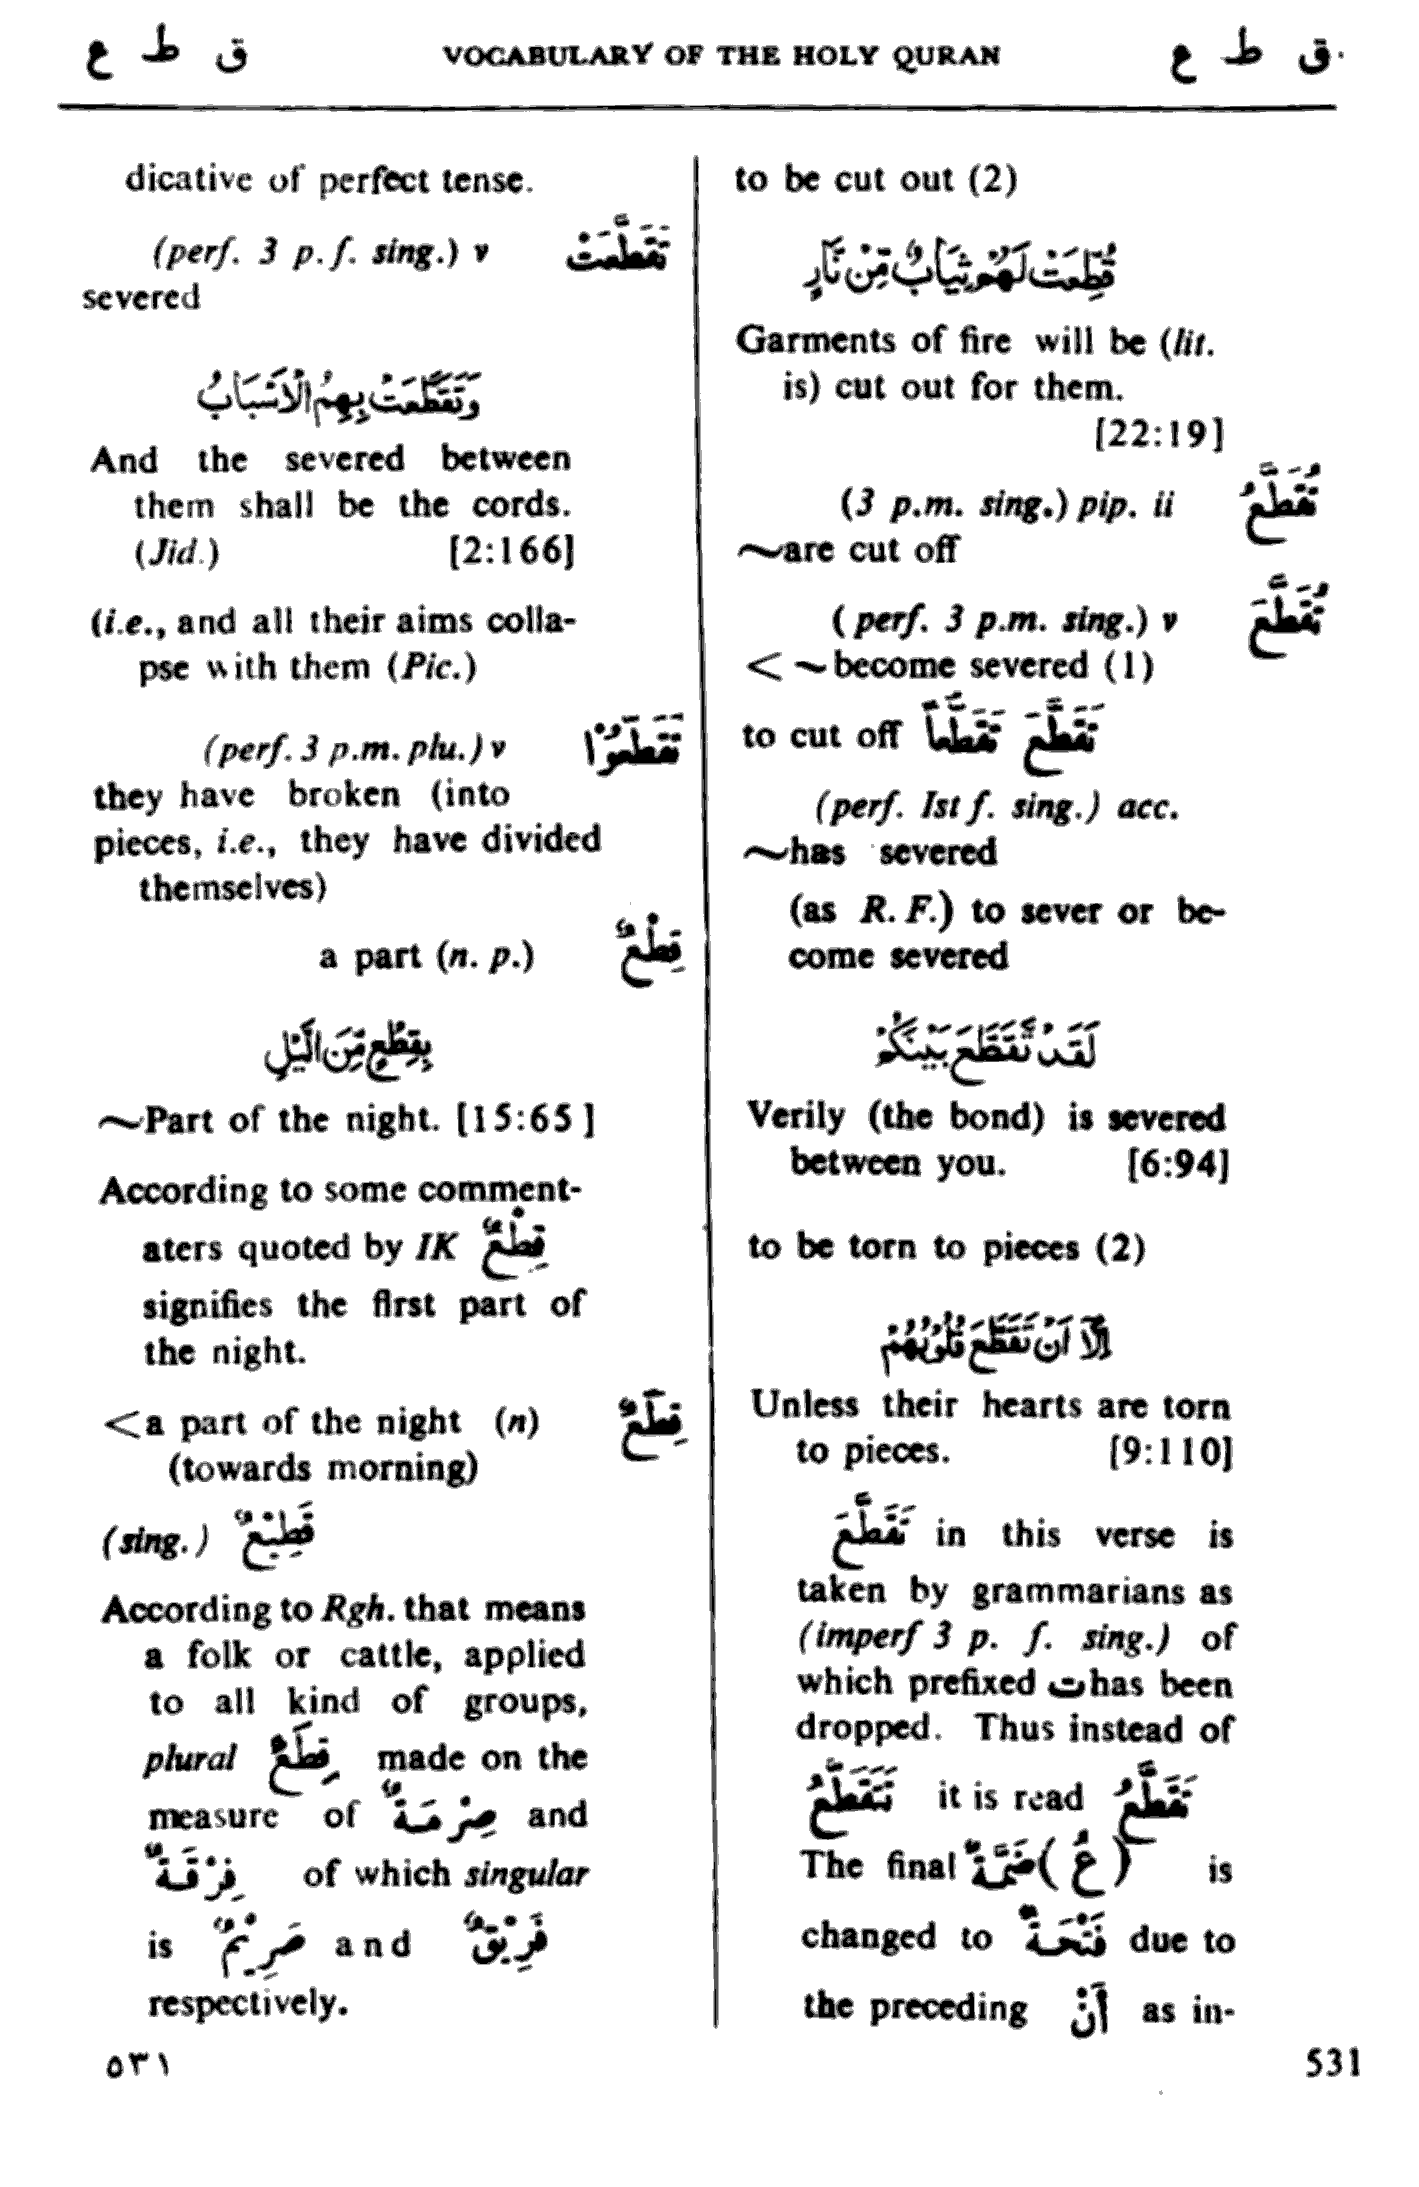 ق ط ع VOCABULARY OF THE HOLY QURAN ق ط ع
to be cut out (2)
قُطِّعَتْ لَهُمْ ثِيَابٌ مِّنْ نَّارٍ
Garments of fire will be (lit.
is) cut out for them.
[22:19]
(3 p.m. sing.) pip. ii تُقَطَّعُ
~are cut off
( perf. 3 p.m. sing.) v تُقُطَّعَ
< ~ become severed (1)
to cut off تَقَطَّعَ تَقَطُّعاً
(perf. Ist f. sing.) acc.
~has severed
(as R. F.) to sever or be-
come severed
لَقَدْ تَّقَطَّعَ بَيْنَكُمْ
Verily (the bond) is severed
between you. [6:94]
to be torn to pieces (2)
اِلَّآ اَنْ تَقَطَّعَ قُلُوْبُهُمْ
Unless their hearts are torn
to pieces. [9:110]
تَقَطَّعَ in this verse is
taken by grammarians as
(imperf 3 p. f. sing.) of
which prefixed ت has been
dropped. Thus instead of
تَتَقَطَّعُ it is read تَقَطَّعُ
The final ضَمَّةٌ (عُ) is
changed to فَتْحَةٌ due to
the preceding أَنْ as in-
dicative of perfect tense.
(perf. 3 p. f. sing.) v تَقَطَّعَتْ
severed
وَتَقَطَّعَتْ بِهِمُ الْاَسْبَابُ
And the severed between
them shall be the cords.
(Jid.) [2:166]
(i.e., and all their aims colla-
pse with them (Pic.)
(perf. 3 p.m. plu.) v تَقَطَّعُوْا
they have broken (into
pieces, i.e., they have divided
themselves)
a part (n. p.) قِطْعٌ
بِقِطْعٍ مِّنَ الَّيْلِ
~Part of the night. [15:65 ]
According to some comment-
aters quoted by IK قِطْعٌ
signifies the first part of
the night.
<a part of the night (n) قِطَعٌ
(towards morning)
(sing.) قَطِيْعٌ
According to Rgh. that means
a folk or cattle, applied
to all kind of groups,
plural قِطَعٌ made on the
measure of صِرْمَةٌ and
فِرْقَةٌ of which singular
is صَرِيْمٌ and فَرِيْقٌ
respectively.
٥٣١ 531